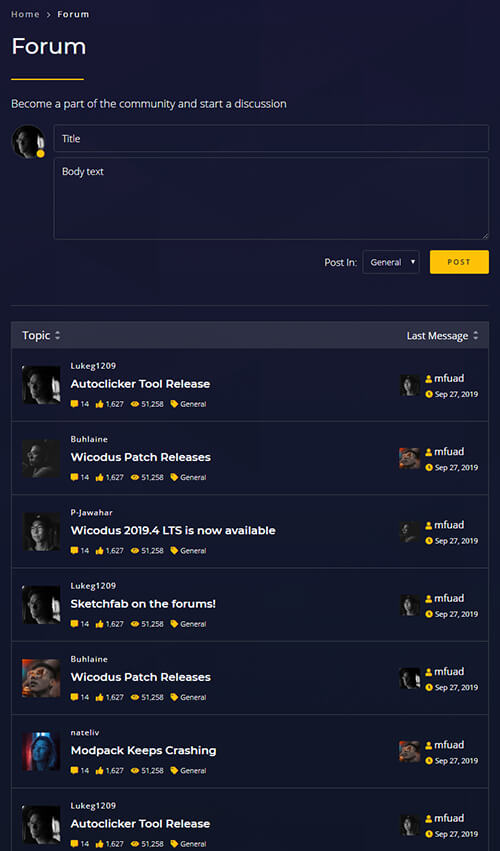 Home > Forum
Forum
Become a part of the community and start a discussion
Title
Body text
Post In: General POST
Topic Last Message
Lukeg1209
Autoclicker Tool Release
14 1,627 51,258 General
mfuad
Sep 27, 2019
Buhlaine
Wicodus Patch Releases
14 1,627 51,258 General
mfuad
Sep 27, 2019
P-Jawahar
Wicodus 2019.4 LTS is now available
14 1,627 51,258 General
mfuad
Sep 27, 2019
Lukeg1209
Sketchfab on the forums!
14 1,627 51,258 General
mfuad
Sep 27, 2019
Buhlaine
Wicodus Patch Releases
14 1,627 51,258 General
mfuad
Sep 27, 2019
nateliv
Modpack Keeps Crashing
14 1,627 51,258 General
mfuad
Sep 27, 2019
Lukeg1209
Autoclicker Tool Release
14 1,627 51,258 General
mfuad
Sep 27, 2019